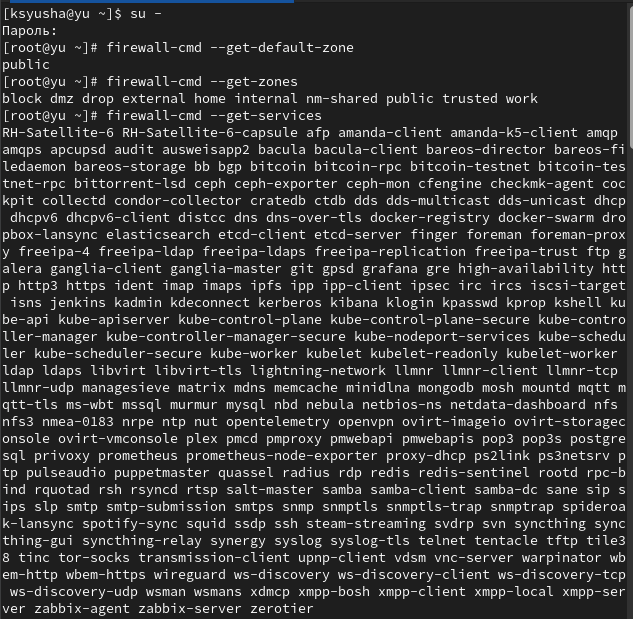 [ksyusha@yu ~]$ su -
Пароль:
[root@yu ~]# firewall-cmd --get-default-zone
public
[root@yu ~]# firewall-cmd --get-zones
block dmz drop external home internal nm-shared public trusted work
[root@yu ~]# firewall-cmd --get-services
RH-Satellite-6 RH-Satellite-6-capsule afp amanda-client amanda-k5-client amqp
amqps apcupsd audit ausweisapp2 bacula bacula-client bareos-director bareos-fi
ledaemon bareos-storage bb bgp bitcoin bitcoin-rpc bitcoin-testnet bitcoin-tes
tnet-rpc bittorrent-lsd ceph ceph-exporter ceph-mon cfengine checkmk-agent coc
kpit collectd condor-collector cratedb ctdb dds dds-multicast dds-unicast dhcp
 dhcpv6 dhcpv6-client distcc dns dns-over-tls docker-registry docker-swarm dro
pbox-lansync elasticsearch etcd-client etcd-server finger foreman foreman-prox
y freeipa-4 freeipa-ldap freeipa-ldaps freeipa-replication freeipa-trust ftp g
alera ganglia-client ganglia-master git gpsd grafana gre high-availability htt
p http3 https ident imap imaps ipfs ipp ipp-client ipsec irc ircs iscsi-target
 isns jenkins kadmin kdeconnect kerberos kibana klogin kpasswd kprop kshell ku
be-api kube-apiserver kube-control-plane kube-control-plane-secure kube-contro
ller-manager kube-controller-manager-secure kube-nodeport-services kube-schedu
ler kube-scheduler-secure kube-worker kubelet kubelet-readonly kubelet-worker
ldap ldaps libvirt libvirt-tls lightning-network llmnr llmnr-client llmnr-tcp
llmnr-udp managesieve matrix mdns memcache minidlna mongodb mosh mountd mqtt m
qtt-tls ms-wbt mssql murmur mysql nbd nebula netbios-ns netdata-dashboard nfs
nfs3 nmea-0183 nrpe ntp nut opentelemetry openvpn ovirt-imageio ovirt-storagec
onsole ovirt-vmconsole plex pmcd pmproxy pmwebapi pmwebapis pop3 pop3s postgre
sql privoxy prometheus prometheus-node-exporter proxy-dhcp ps2link ps3netsrv p
tp pulseaudio puppetmaster quassel radius rdp redis redis-sentinel rootd rpc-b
ind rquotad rsh rsyncd rtsp salt-master samba samba-client samba-dc sane sip s
ips slp smtp smtp-submission smtps snmp snmptls snmptls-trap snmptrap spideroa
k-lansync spotify-sync squid ssdp ssh steam-streaming svdrp svn syncthing sync
thing-gui syncthing-relay synergy syslog syslog-tls telnet tentacle tftp tile3
8 tinc tor-socks transmission-client upnp-client vdsm vnc-server warpinator wb
em-http wbem-https wireguard ws-discovery ws-discovery-client ws-discovery-tcp
 ws-discovery-udp wsman wsmans xdmcp xmpp-bosh xmpp-client xmpp-local xmpp-ser
ver zabbix-agent zabbix-server zerotier